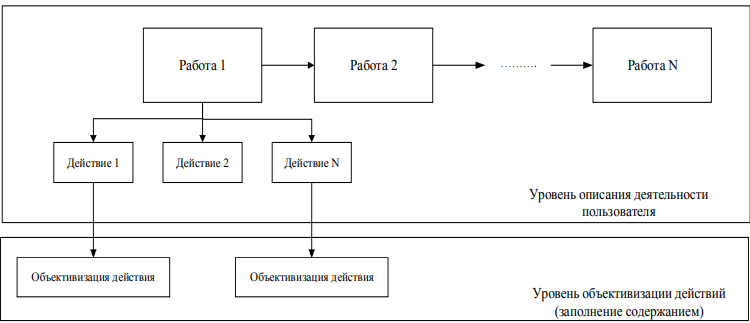 Работа 1
Работа 2
..........
Работа N
Действие 1
Действие 2
Действие N
Уровень описания деятельности
пользователя
Объективизация действия
Объективизация действия
Уровень объективизации действий
(заполнение содержанием)